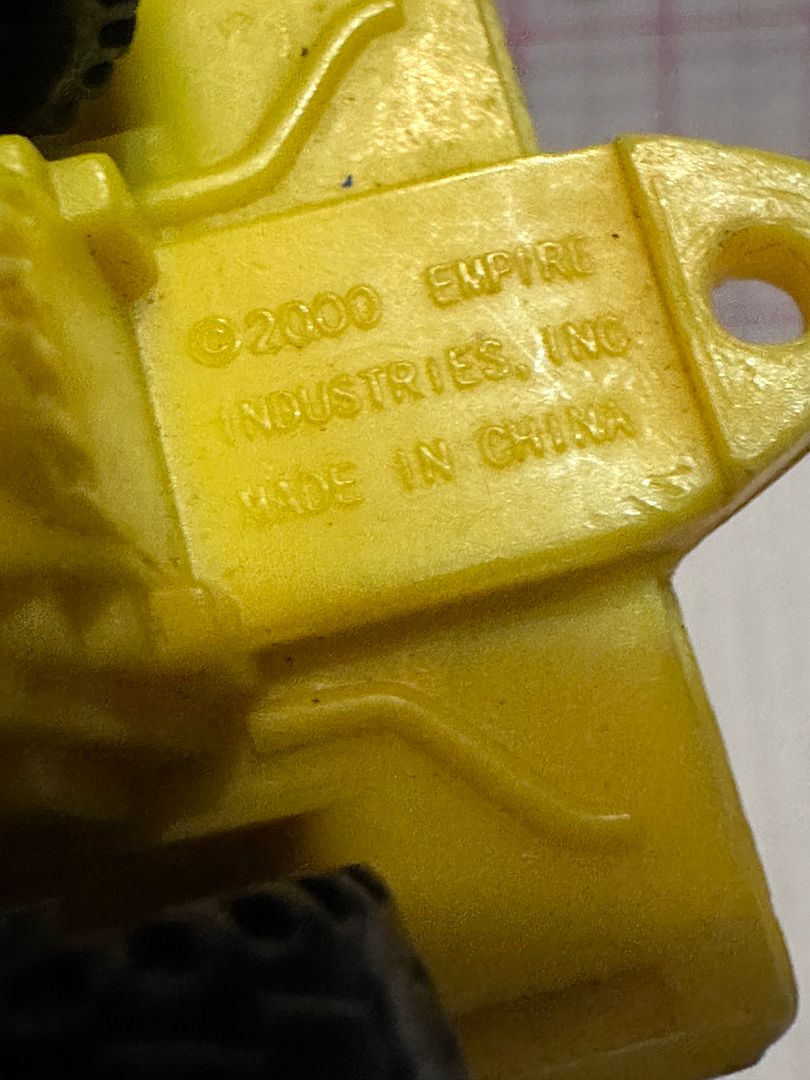 ©2000 EMPIRE
INDUSTRIES, INC
MADE IN CHINA